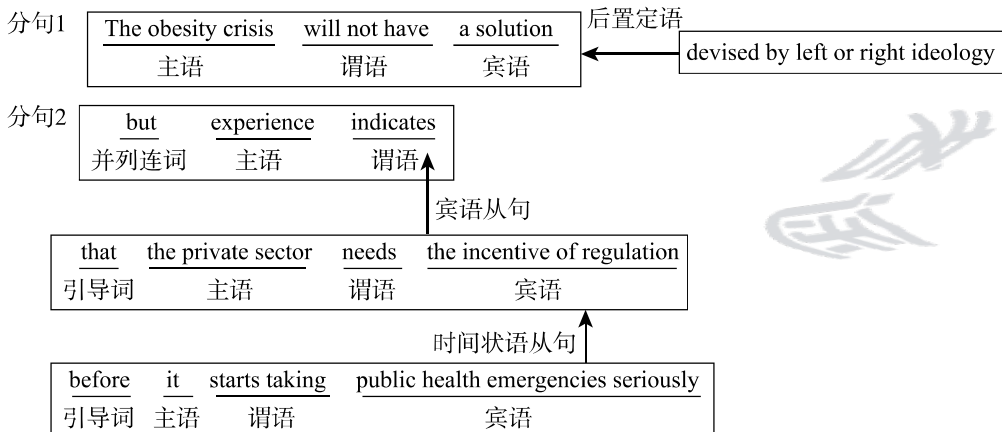 分句1 The obesity crisis will not have a solution 后置定语 devised by left or right ideology
主语 谓语 宾语
分句2 but experience indicates
并列连词 主语 谓语
宾语从句
that the private sector needs the incentive of regulation
引导词 主语 谓语 宾语
时间状语从句
before it starts taking public health emergencies seriously
引导词 主语 谓语 宾语